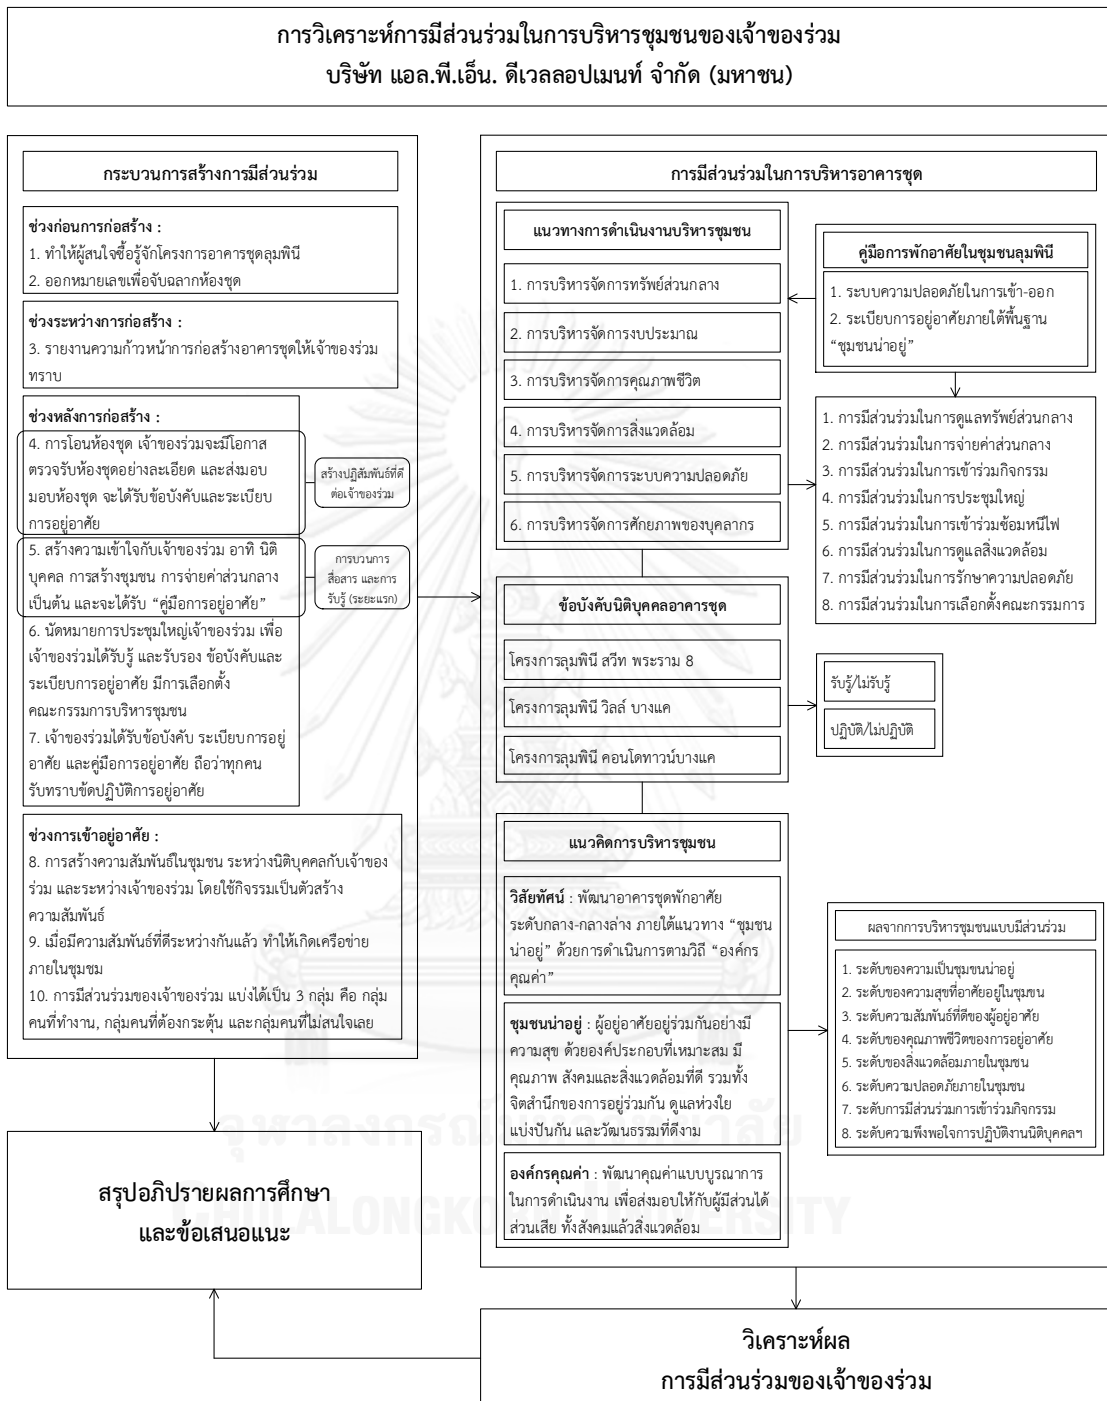 การวิเคราะห์การมีส่วนร่วมในการบริหารชุมชนของเจ้าของร่วม
บริษัท แอล.พี.เอ็น. ดีเวลลอปเมนท์ จำกัด (มหาชน)
กระบวนการสร้างการมีส่วนร่วม
ช่วงก่อนการก่อสร้าง :
1. ทำให้ผู้สนใจซื้อรู้จักโครงการอาคารชุดลุมพินี
2. ออกหมายเลขเพื่อจับฉลากห้องชุด
ช่วงระหว่างการก่อสร้าง :
3. รายงานความก้าวหน้าการก่อสร้างอาคารชุดให้เจ้าของร่วม
ทราบ
ช่วงหลังการก่อสร้าง :
4. การโอนห้องชุด เจ้าของร่วมจะมีโอกาส
ตรวจรับห้องชุดอย่างละเอียด และส่งมอบ
มอบห้องชุด จะได้รับข้อบังคับและระเบียบ
การอยู่อาศัย
สร้างปฏิสัมพันธ์ที่ดี
ต่อเจ้าของร่วม
5. สร้างความเข้าใจกับเจ้าของร่วม อาทิ นิติ
บุคคล การสร้างชุมชน การจ่ายค่าส่วนกลาง
เป็นต้น และจะได้รับ “คู่มือการอยู่อาศัย”
การบวนการ
สื่อสาร และการ
รับรู้ (ระยะแรก)
6. นัดหมายการประชุมใหญ่เจ้าของร่วม เพื่อ
เจ้าของร่วมได้รับรู้ และรับรอง ข้อบังคับและ
ระเบียบการอยู่อาศัย มีการเลือกตั้ง
คณะกรรมการบริหารชุมชน
7. เจ้าของร่วมได้รับข้อบังคับ ระเบียบการอยู่
อาศัย และคู่มือการอยู่อาศัย ถือว่าทุกคน
รับทราบขัดปฏิบัติการอยู่อาศัย
ช่วงการเข้าอยู่อาศัย :
8. การสร้างความสัมพันธ์ในชุมชน ระหว่างนิติบุคคลกับเจ้าของ
ร่วม และระหว่างเจ้าของร่วม โดยใช้กิจรรมเป็นตัวสร้าง
ความสัมพันธ์
9. เมื่อมีความสัมพันธ์ที่ดีระหว่างกันแล้ว ทำให้เกิดเครือข่าย
ภายในชุมชม
10. การมีส่วนร่วมของเจ้าของร่วม แบ่งได้เป็น 3 กลุ่ม คือ กลุ่ม
คนที่ทำงาน, กลุ่มคนที่ต้องกระตุ้น และกลุ่มคนที่ไม่สนใจเลย
สรุปอภิปรายผลการศึกษา
และข้อเสนอแนะ
การมีส่วนร่วมในการบริหารอาคารชุด
แนวทางการดำเนินงานบริหารชุมชน
1. การบริหารจัดการทรัพย์ส่วนกลาง
2. การบริหารจัดการงบประมาณ
3. การบริหารจัดการคุณภาพชีวิต
4. การบริหารจัดการสิ่งแวดล้อม
5. การบริหารจัดการระบบความปลอดภัย
6. การบริหารจัดการศักยภาพของบุคลากร
คู่มือการพักอาศัยในชุมชนลุมพินี
1. ระบบความปลอดภัยในการเข้า-ออก
2. ระเบียบการอยู่อาศัยภายใต้พื้นฐาน
“ชุมชนน่าอยู่”
1. การมีส่วนร่วมในการดูแลทรัพย์ส่วนกลาง
2. การมีส่วนร่วมในการจ่ายค่าส่วนกลาง
3. การมีส่วนร่วมในการเข้าร่วมกิจกรรม
4. การมีส่วนร่วมในการประชุมใหญ่
5. การมีส่วนร่วมในการเข้าร่วมซ้อมหนีไฟ
6. การมีส่วนร่วมในการดูแลสิ่งแวดล้อม
7. การมีส่วนร่วมในการรักษาความปลอดภัย
8. การมีส่วนร่วมในการเลือกตั้งคณะกรรมการ
ข้อบังคับนิติบุคคลอาคารชุด
โครงการลุมพินี สวีท พระราม 8
โครงการลุมพินี วิลล์ บางแค
โครงการลุมพินี คอนโดทาวน์บางแค
รับรู้/ไม่รับรู้
ปฏิบัติ/ไม่ปฏิบัติ
แนวคิดการบริหารชุมชน
วิสัยทัศน์ : พัฒนาอาคารชุดพักอาศัย
ระดับกลาง-กลางล่าง ภายใต้แนวทาง “ชุมชน
น่าอยู่” ด้วยการดำเนินการตามวิถี “องค์กร
คุณค่า”
ชุมชนน่าอยู่ : ผู้อยู่อาศัยอยู่ร่วมกันอย่างมี
ความสุข ด้วยองค์ประกอบที่เหมาะสม มี
คุณภาพ สังคมและสิ่งแวดล้อมที่ดี รวมทั้ง
จิตสำนึกของการอยู่ร่วมกัน ดูแลห่วงใย
แบ่งปันกัน และวัฒนธรรมที่ดีงาม
องค์กรคุณค่า : พัฒนาคุณค่าแบบบูรณาการ
ในการดำเนินงาน เพื่อส่งมอบให้กับผู้มีส่วนได้
ส่วนเสีย ทั้งสังคมแล้วสิ่งแวดล้อม
ผลจากการบริหารชุมชนแบบมีส่วนร่วม
1. ระดับของความเป็นชุมชนน่าอยู่
2. ระดับของความสุขที่อาศัยอยู่ในชุมชน
3. ระดับความสัมพันธ์ที่ดีของผู้อยู่อาศัย
4. ระดับของคุณภาพชีวิตของการอยู่อาศัย
5. ระดับของสิ่งแวดล้อมภายในชุมชน
6. ระดับความปลอดภัยภายในชุมชน
7. ระดับการมีส่วนร่วมการเข้าร่วมกิจกรรม
8. ระดับความพึงพอใจการปฏิบัติงานนิติบุคคลฯ
วิเคราะห์ผล
การมีส่วนร่วมของเจ้าของร่วม
จุฬาลงกรณ์มหาวิทยาลัย
CHULALONGKORN UNIVERSITY